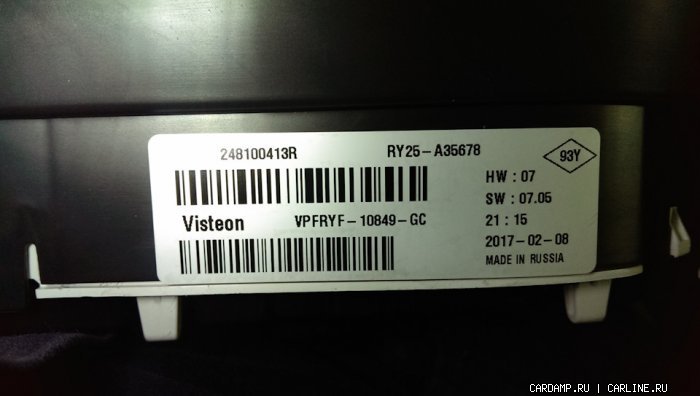 248100413R RY25-A35678
93Y
HW : 07
SW : 07.05
Visteon VPFRYF-10849-GC
21 : 15
2017-02-08
MADE IN RUSSIA
CARDAMP.RU | CARLINE.RU